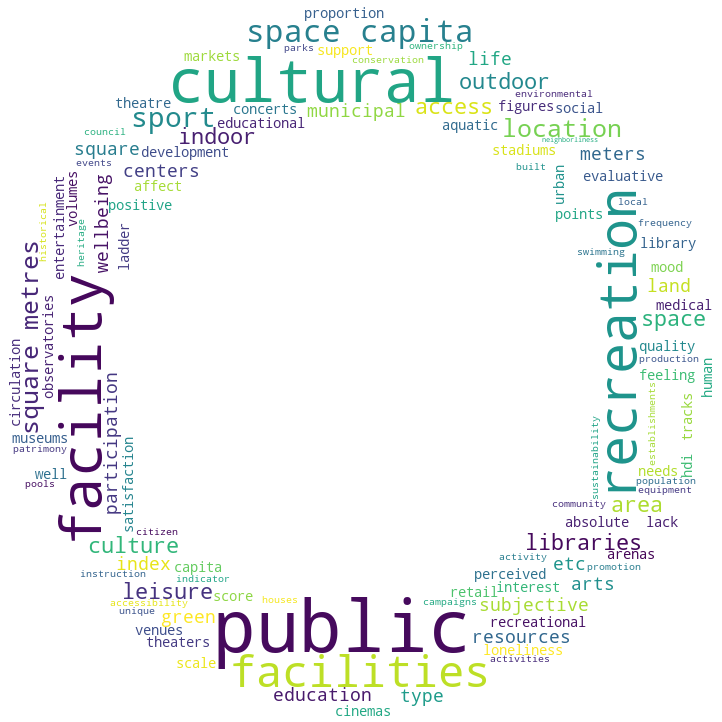 proportion
space capita
parks
support
ownership
markets
conservation
life
cultural
outdoor
environmental
theatre
concerts
municipal
access
figures
social
sport
educational
aquatic
location
council
indoor
neighborliness
square
development
stadiums
meters
events
centers
built
evaluative
affect
urban
positive
points
local
volumes
entertainment
wellbeing
ladder
historical
heritage
frequency
library
swimming
recreation
mood
land
medical
space
facility
square metres
observatories
circulation
quality
production
feeling
human
participation
satisfaction
establishments
tracks
hdi
sustainability
museums
patrimony
well
pools
needs
population
equipment
community
area
citizen
absolute
lack
culture
libraries
arenas
index
capita
activity
etc
promotion
instruction
indicator
perceived
arts
leisure
score
houses
retail
interest
accessibility
campaigns
subjective
unique
green
public
recreational
venues
resources
theaters
loneliness
scale
facilities
activities
education
type
cinemas